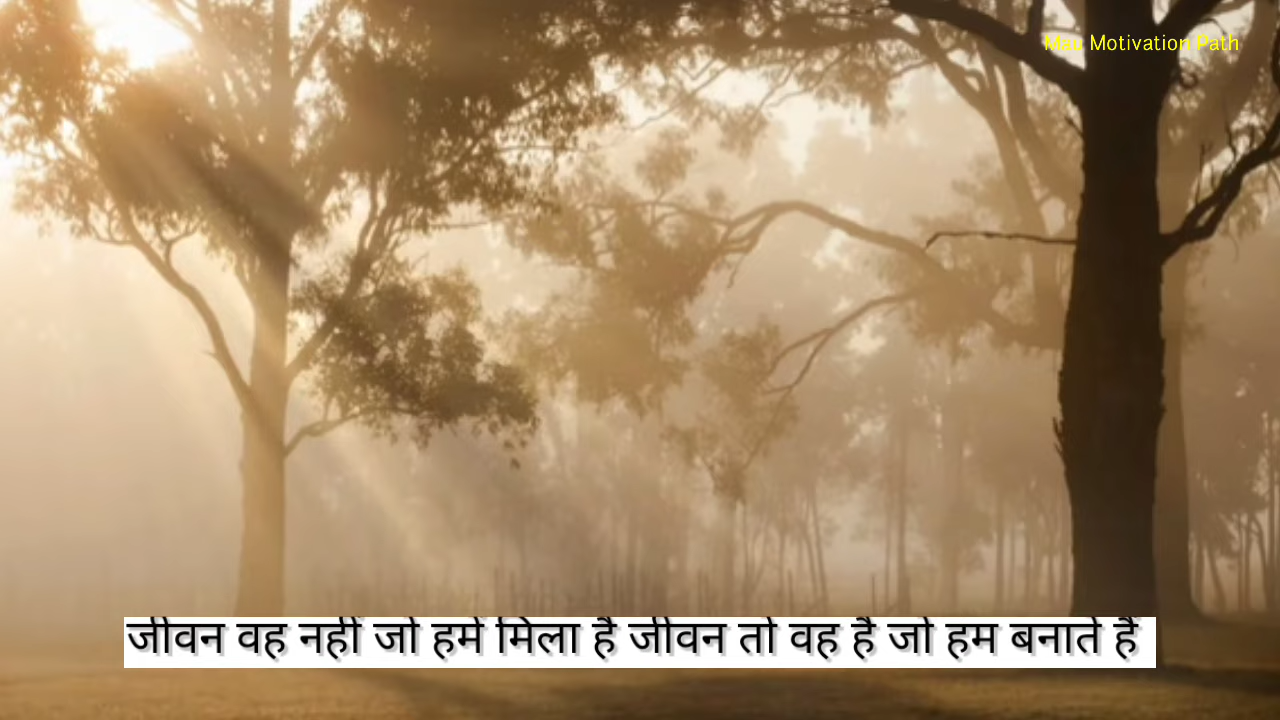 Mau Motivation Path
जीवन वह नहीं जो हमें मिला है जीवन तो वह है जो हम बनाते हैं